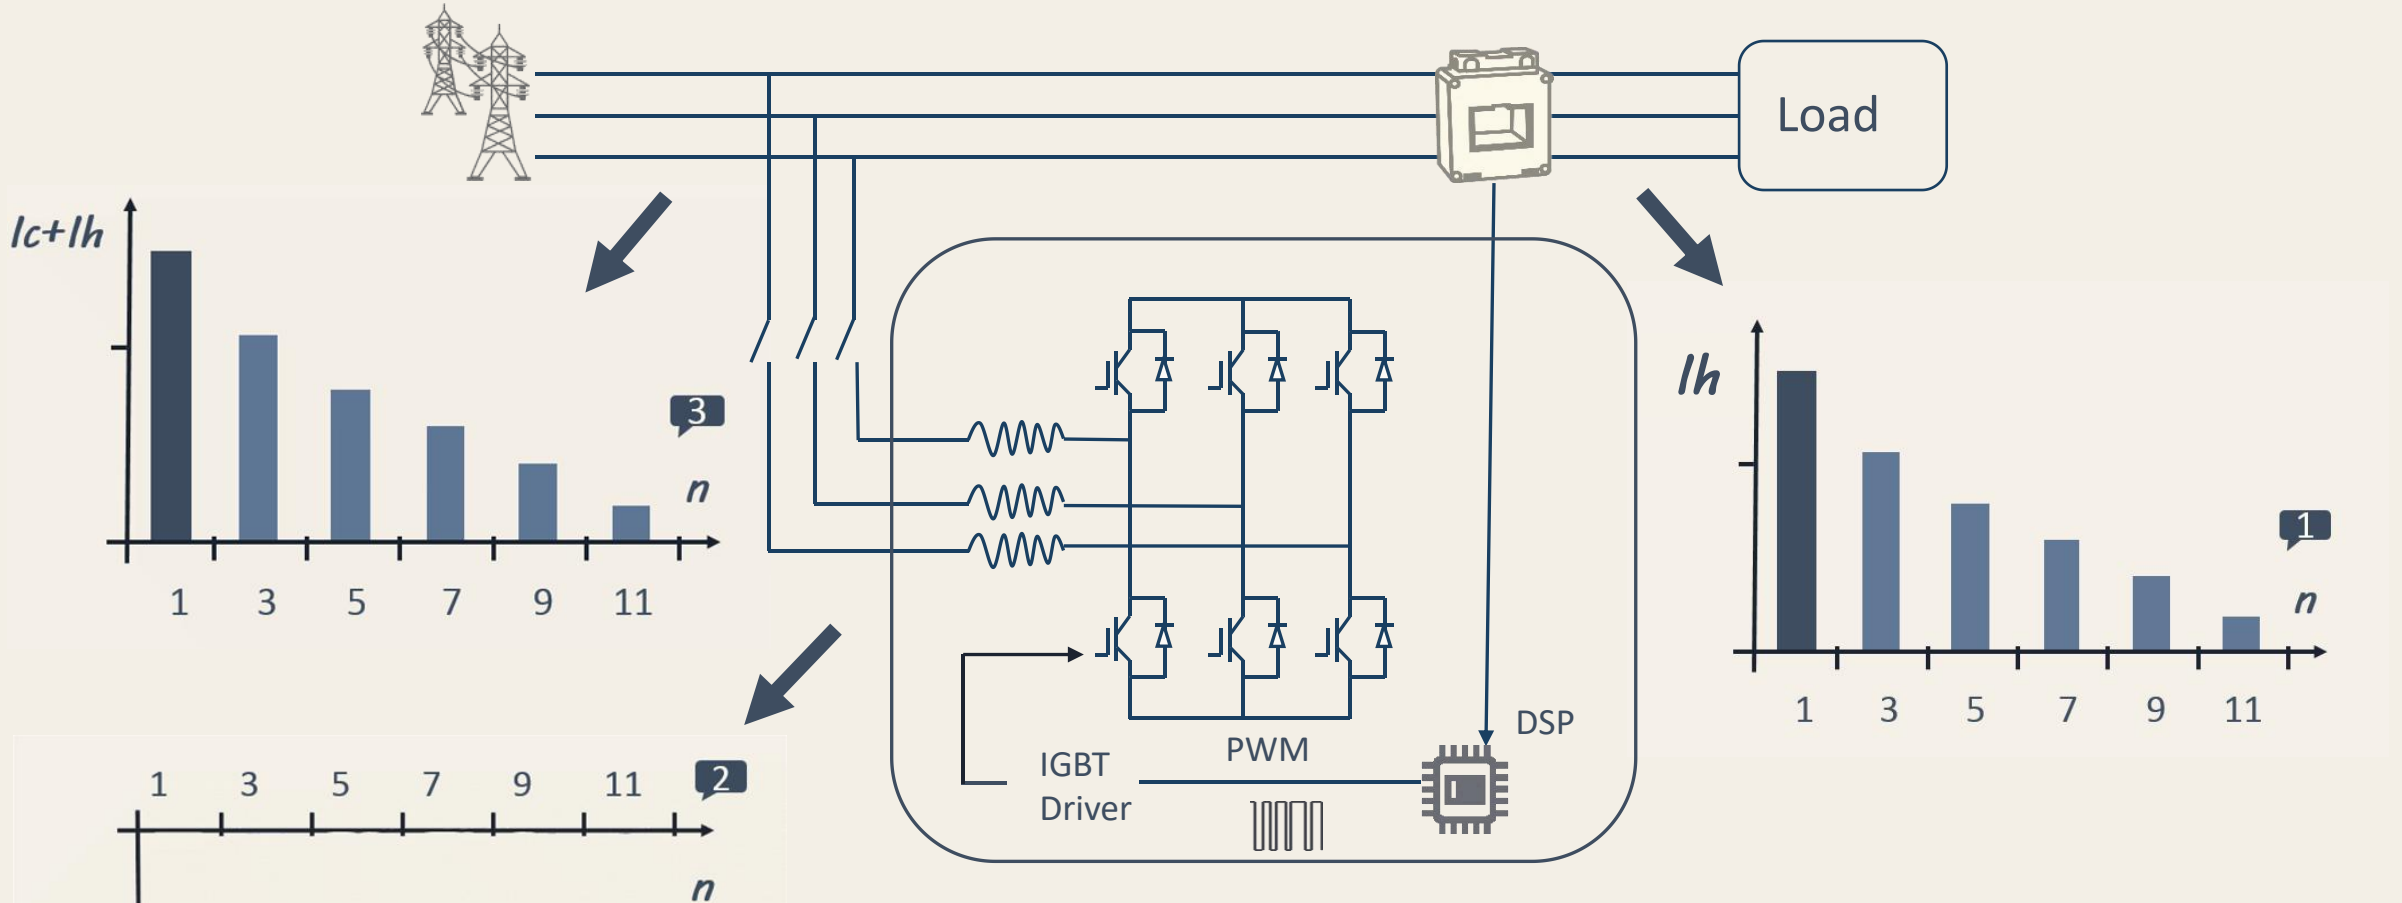 Load
Ic+Ih
3
n
1 3 5 7 9 11
Ih
1
n
1 3 5 7 9 11
DSP
PWM
IGBT
Driver
1 3 5 7 9 11
2
n